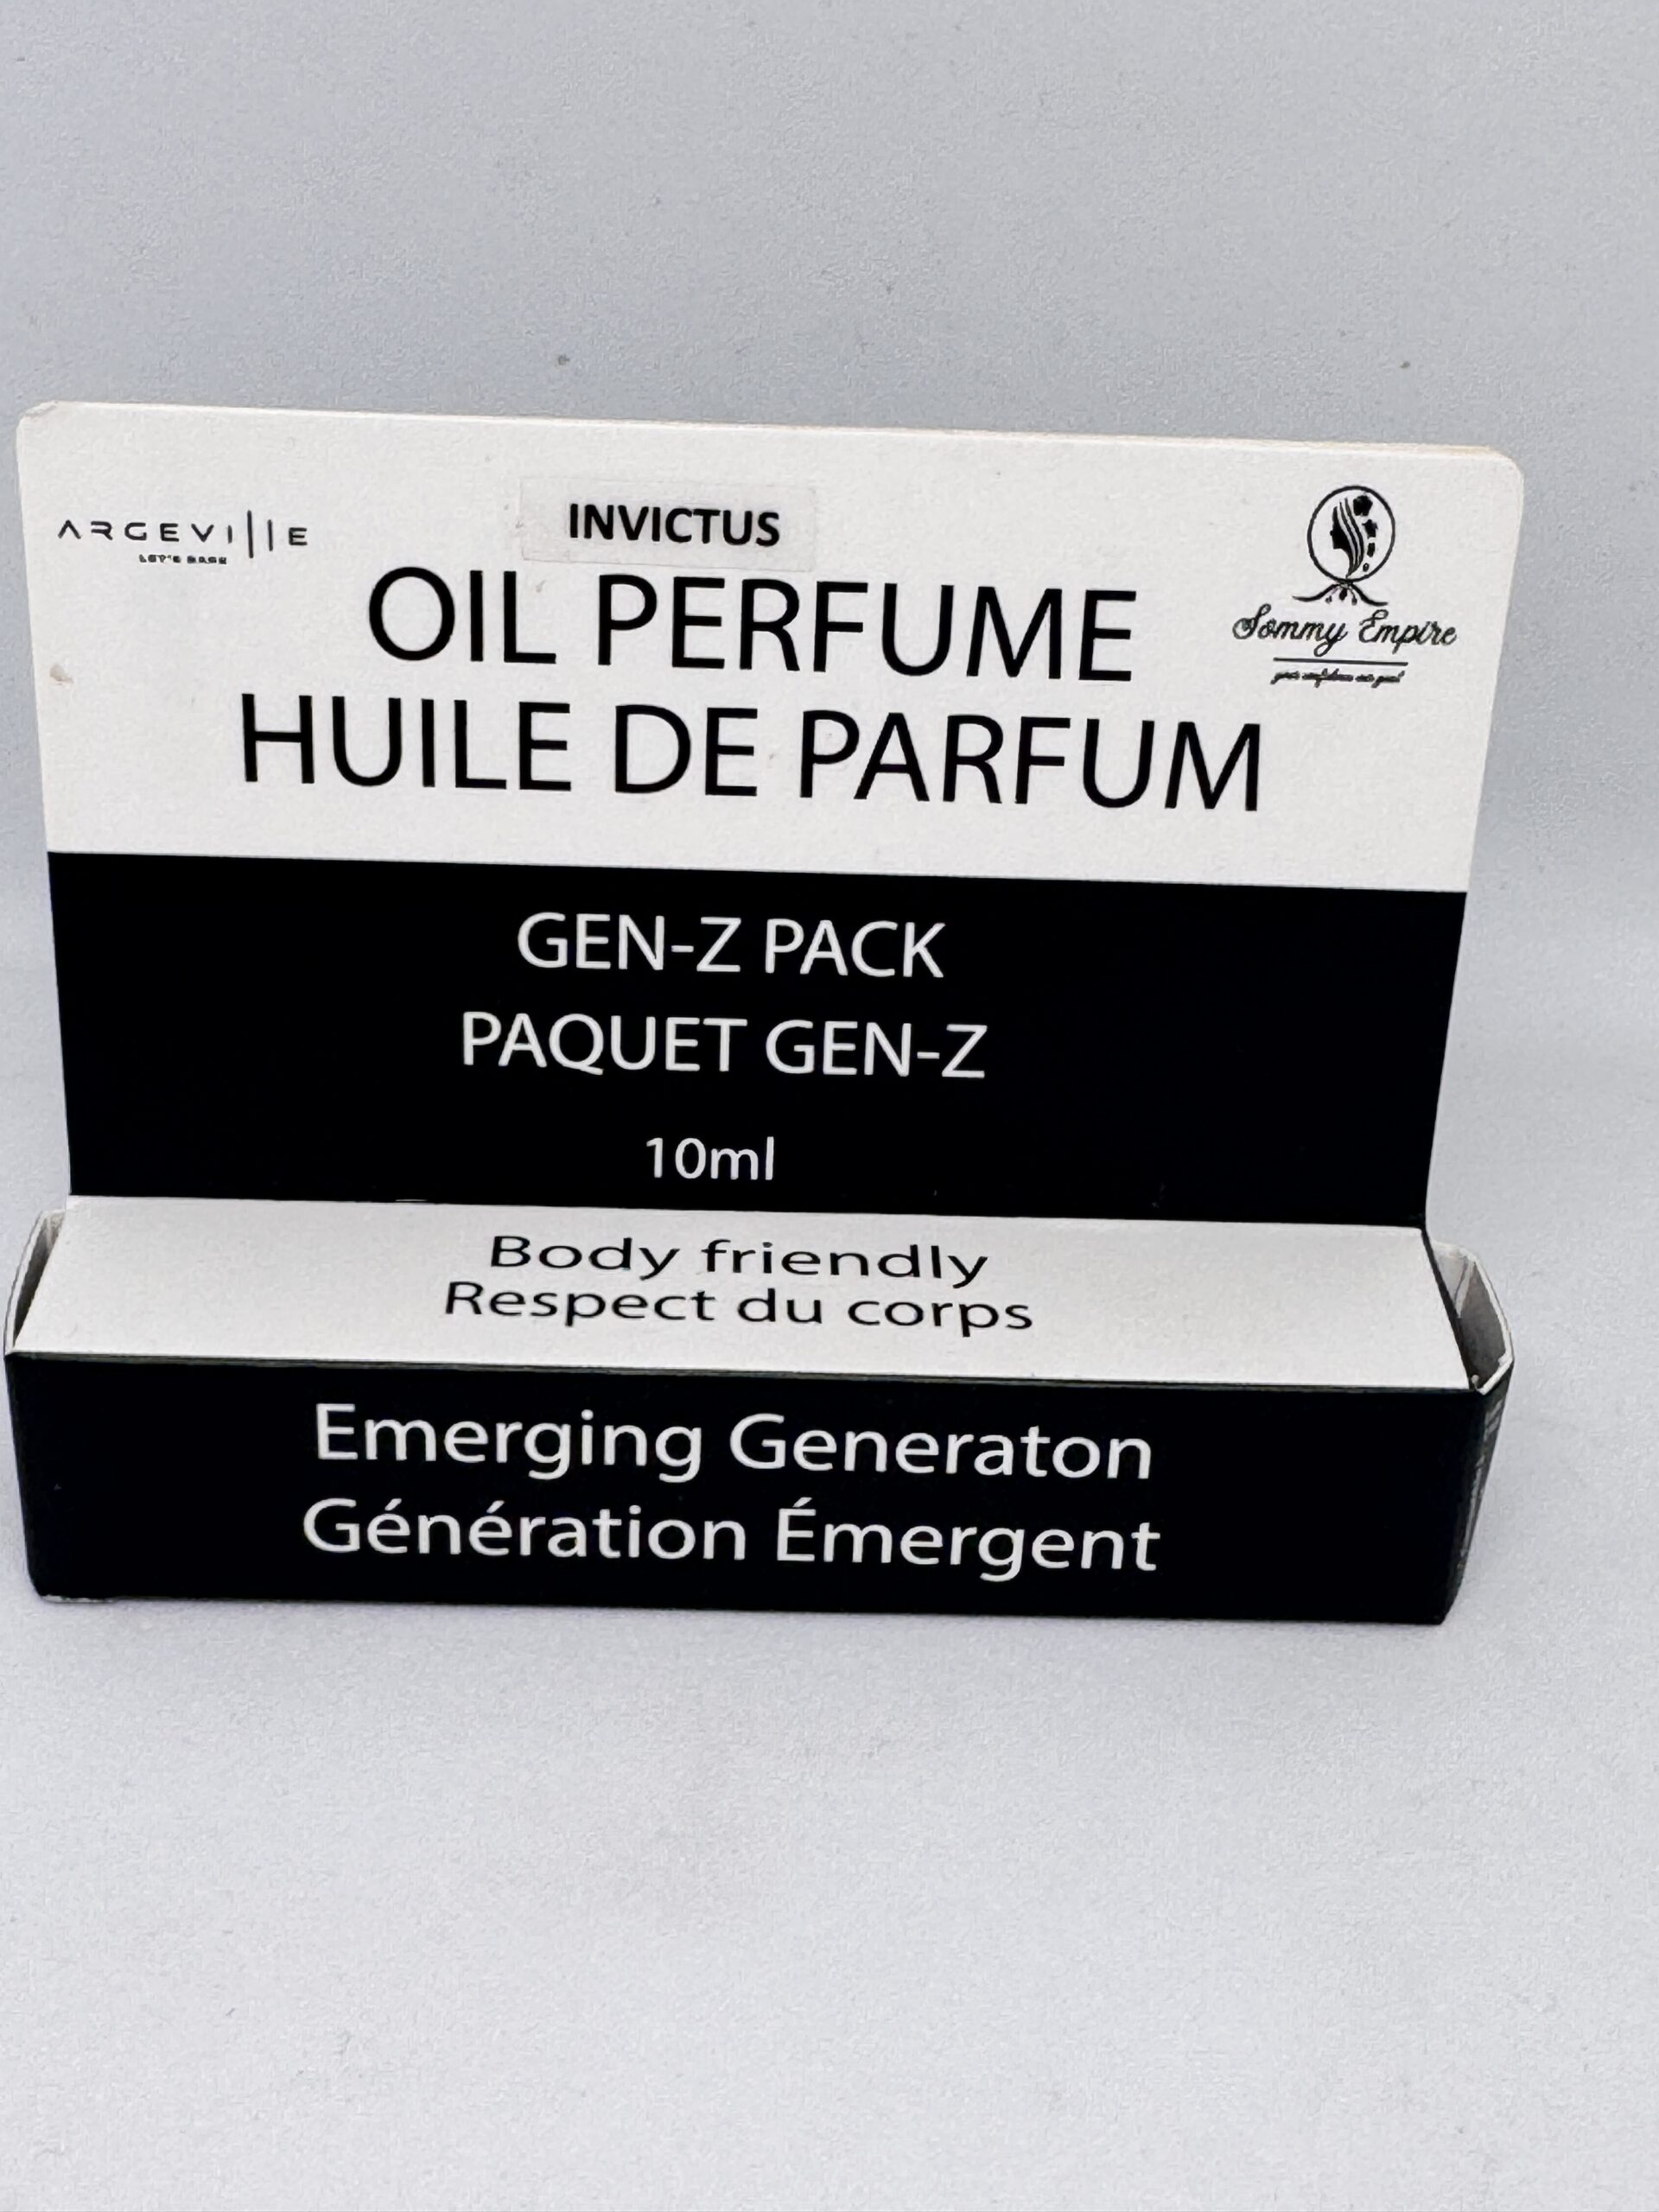 INVICTUS
ARGEVILLE
OIL PERFUME
HUILE DE PARFUM
Sommy Empire
GEN-Z PACK
PAQUET GEN-Z
10ml
Body friendly
Respect du corps
Emerging Generaton
Génération Émergent